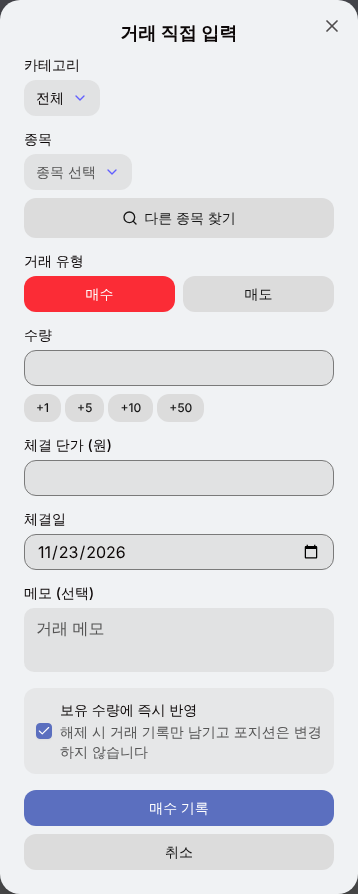 거래 직접 입력
카테고리
전체
종목
종목 선택
다른 종목 찾기
거래 유형
매수
매도
수량
+1
+5
+10
+50
체결 단가 (원)
체결일
11/23/2026
메모 (선택)
거래 메모
보유 수량에 즉시 반영
해제 시 거래 기록만 남기고 포지션은 변경
하지 않습니다
매수 기록
취소